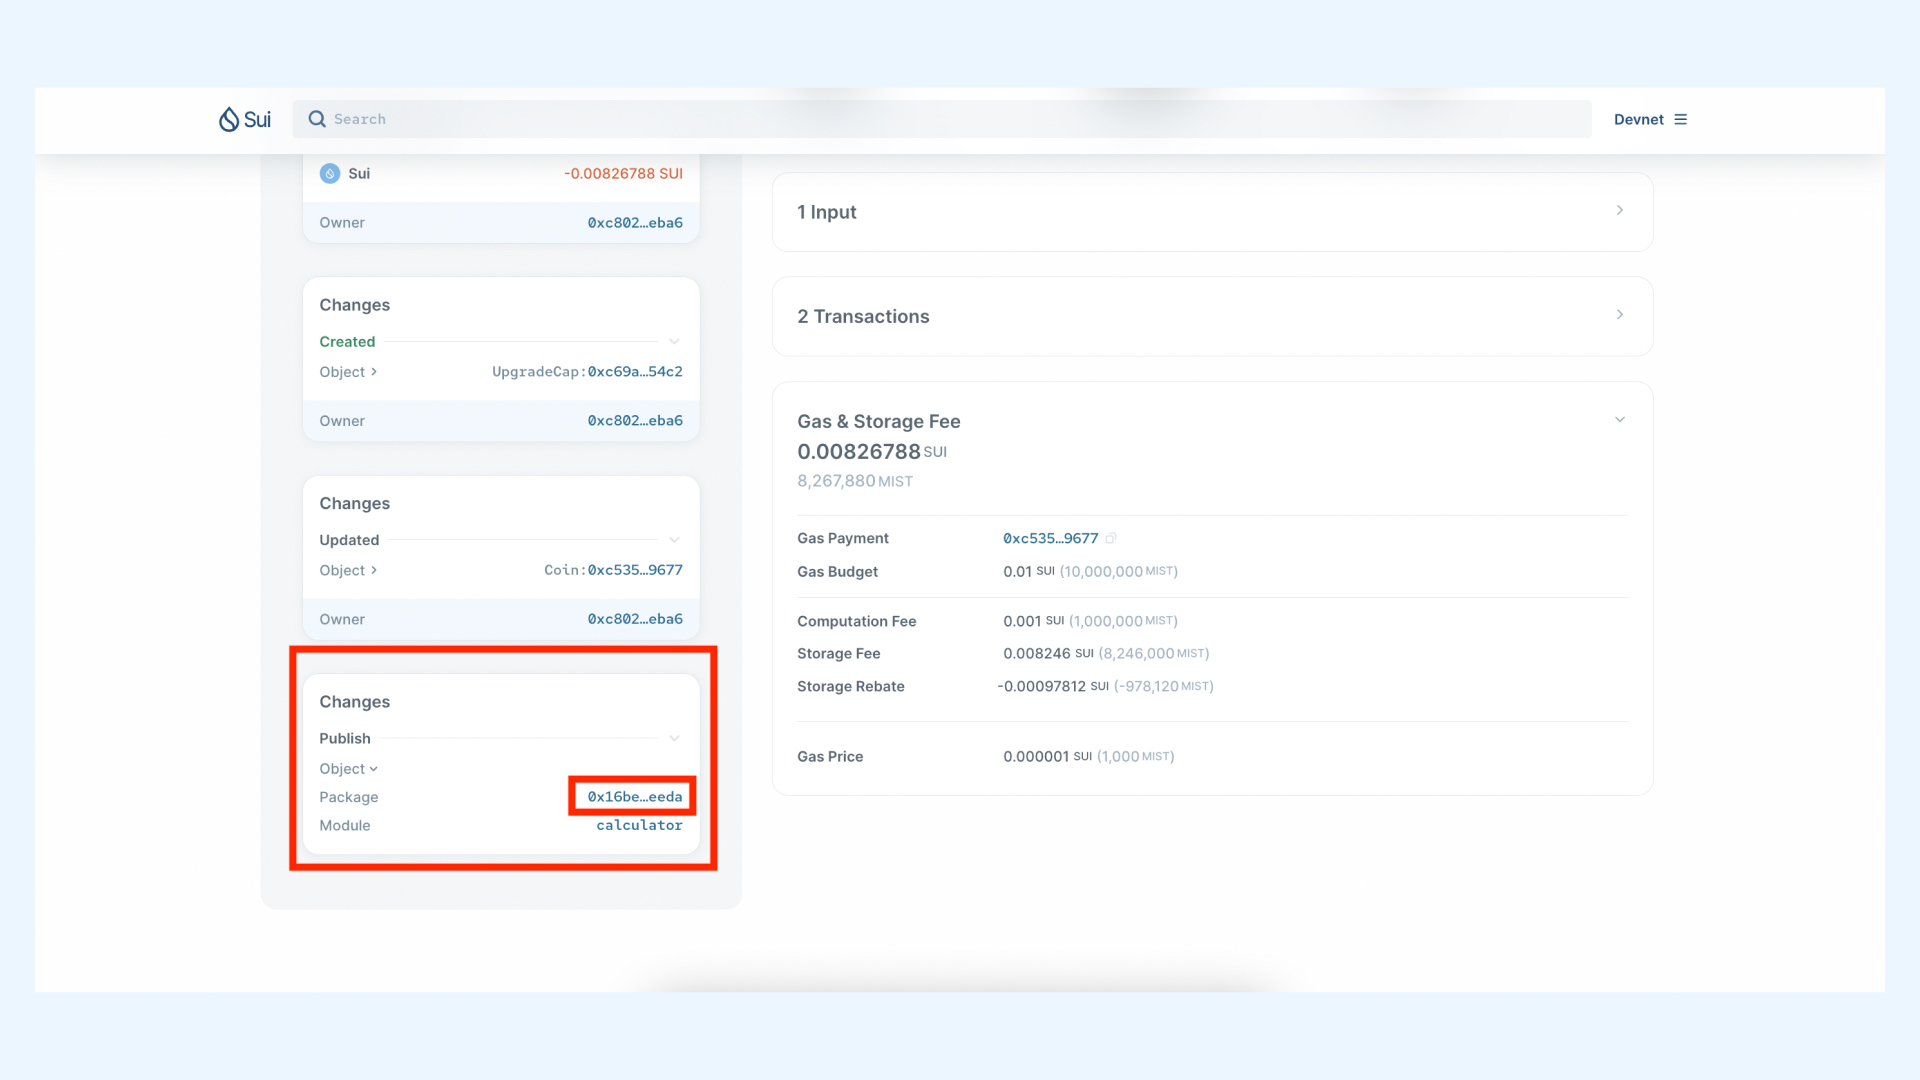 Sui
Search
Devnet
Sui -0.00826788 SUI
Owner 0xc802...eba6
Changes
Created
Object UpgradeCap:0xc69a...54c2
Owner 0xc802...eba6
Changes
Updated
Object Coin:0xc535...9677
Owner 0xc802...eba6
Changes
Publish
Object
Package 0x16be...eeda
Module calculator
1 Input
2 Transactions
Gas & Storage Fee
0.00826788 SUI
8,267,880 MIST
Gas Payment 0xc535...9677
Gas Budget 0.01 SUI (10,000,000 MIST)
Computation Fee 0.001 SUI (1,000,000 MIST)
Storage Fee 0.008246 SUI (8,246,000 MIST)
Storage Rebate -0.00097812 SUI (-978,120 MIST)
Gas Price 0.000001 SUI (1,000 MIST)